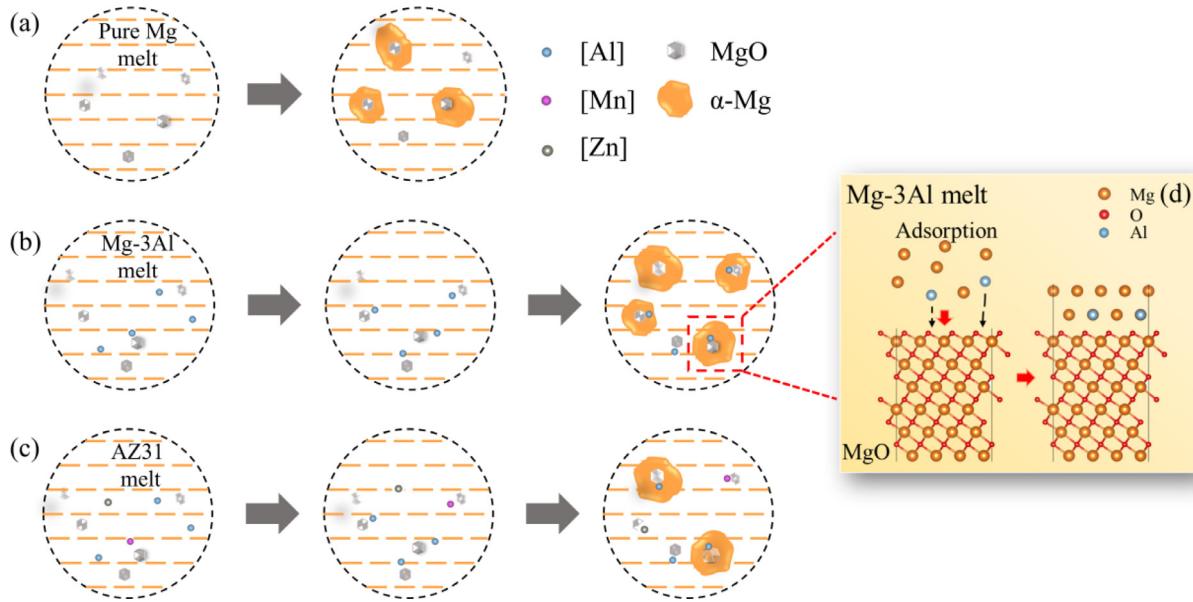 (a)
Pure Mg
melt
[Al]
MgO
[Mn]
α-Mg
[Zn]
(b)
Mg-3Al
melt
(c)
AZ31
melt
Mg-3Al melt
Mg (d)
O
Al
Adsorption
MgO